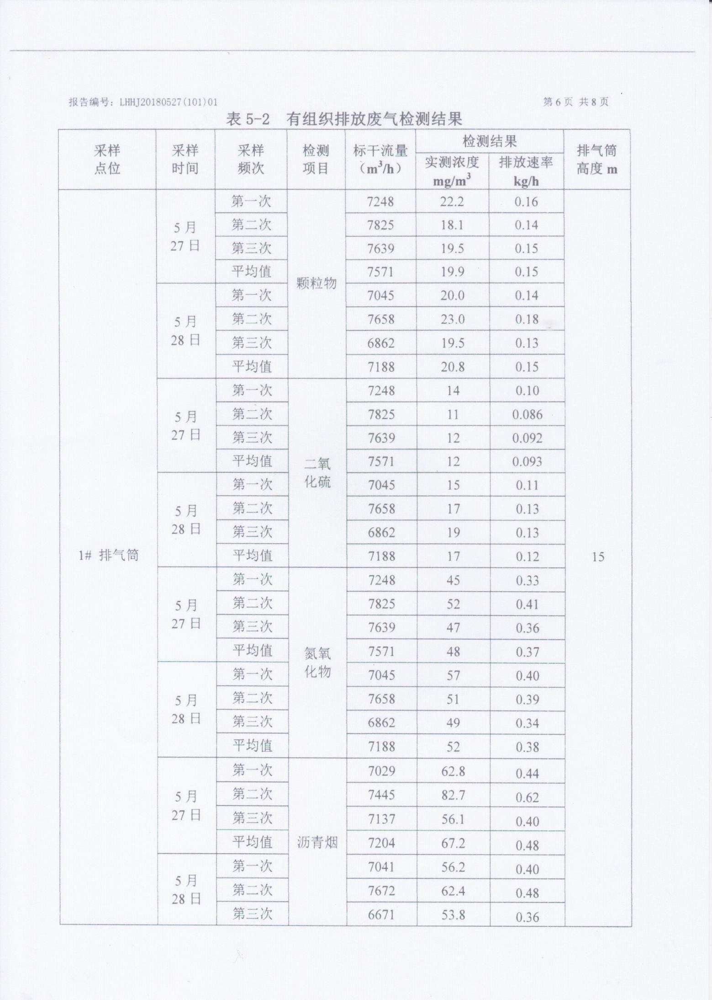 报告编号：LHHJ20180527(101)01 第 6 页 共 8 页
表 5-2 有组织排放废气检测结果
采样点位 采样时间 采样频次 检测项目 标干流量（m³/h） 检测结果 排气筒高度 m
实测浓度 mg/m³ 排放速率 kg/h
1# 排气筒 5 月 27 日 第一次 颗粒物 7248 22.2 0.16 15
第二次 7825 18.1 0.14
第三次 7639 19.5 0.15
平均值 7571 19.9 0.15
5 月 28 日 第一次 7045 20.0 0.14
第二次 7658 23.0 0.18
第三次 6862 19.5 0.13
平均值 7188 20.8 0.15
5 月 27 日 第一次 二氧化硫 7248 14 0.10
第二次 7825 11 0.086
第三次 7639 12 0.092
平均值 7571 12 0.093
5 月 28 日 第一次 7045 15 0.11
第二次 7658 17 0.13
第三次 6862 19 0.13
平均值 7188 17 0.12
5 月 27 日 第一次 氮氧化物 7248 45 0.33
第二次 7825 52 0.41
第三次 7639 47 0.36
平均值 7571 48 0.37
5 月 28 日 第一次 7045 57 0.40
第二次 7658 51 0.39
第三次 6862 49 0.34
平均值 7188 52 0.38
5 月 27 日 第一次 沥青烟 7029 62.8 0.44
第二次 7445 82.7 0.62
第三次 7137 56.1 0.40
平均值 7204 67.2 0.48
5 月 28 日 第一次 7041 56.2 0.40
第二次 7672 62.4 0.48
第三次 6671 53.8 0.36